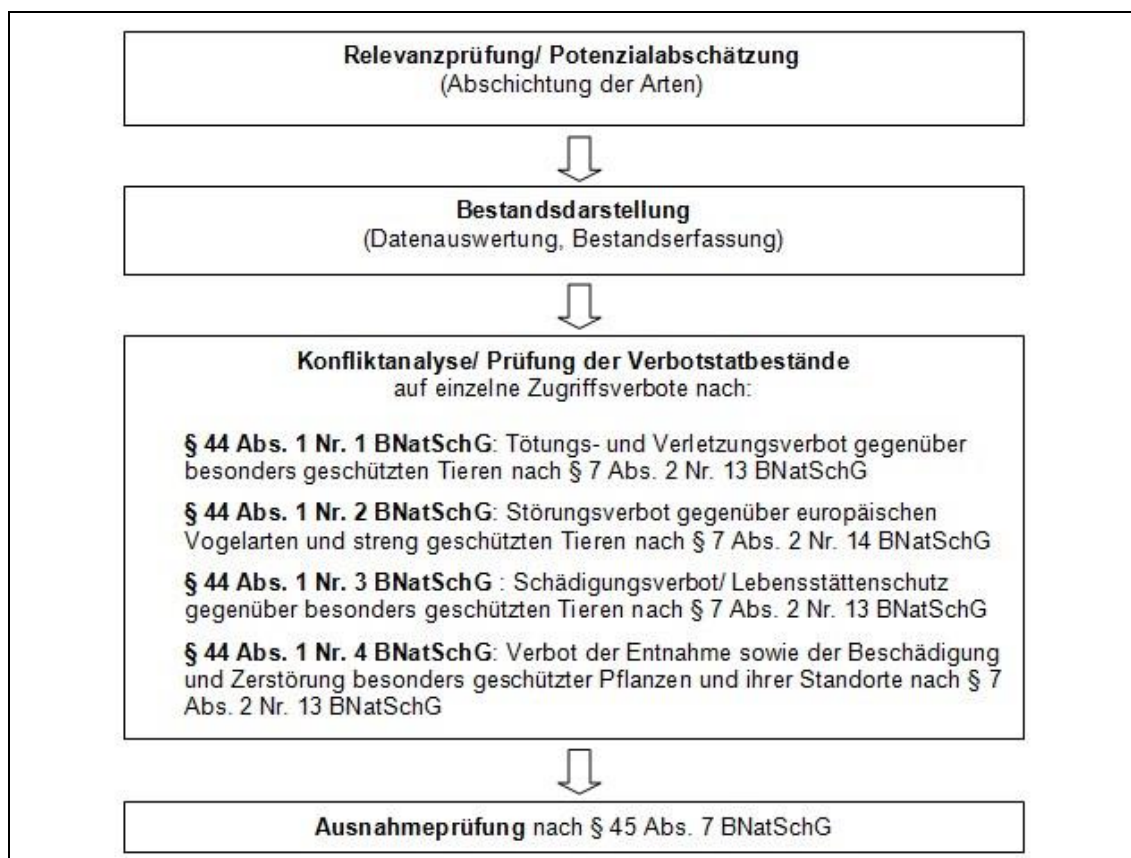 Relevanzprüfung/ Potenzialabschätzung
(Abschichtung der Arten)
Bestandsdarstellung
(Datenauswertung, Bestandserfassung)
Konfliktanalyse/ Prüfung der Verbotstatbestände
auf einzelne Zugriffsverbote nach:
§ 44 Abs. 1 Nr. 1 BNatSchG: Tötungs- und Verletzungsverbot gegenüber
besonders geschützten Tieren nach § 7 Abs. 2 Nr. 13 BNatSchG
§ 44 Abs. 1 Nr. 2 BNatSchG: Störungsverbot gegenüber europäischen
Vogelarten und streng geschützten Tieren nach § 7 Abs. 2 Nr. 14 BNatSchG
§ 44 Abs. 1 Nr. 3 BNatSchG : Schädigungsverbot/ Lebensstättenschutz
gegenüber besonders geschützten Tieren nach § 7 Abs. 2 Nr. 13 BNatSchG
§ 44 Abs. 1 Nr. 4 BNatSchG: Verbot der Entnahme sowie der Beschädigung
und Zerstörung besonders geschützter Pflanzen und ihrer Standorte nach § 7
Abs. 2 Nr. 13 BNatSchG
Ausnahmeprüfung nach § 45 Abs. 7 BNatSchG